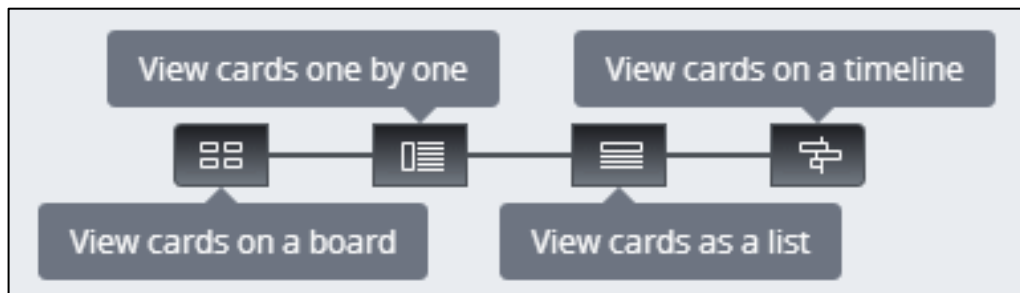 View cards one by one
View cards on a timeline
View cards on a board
View cards as a list